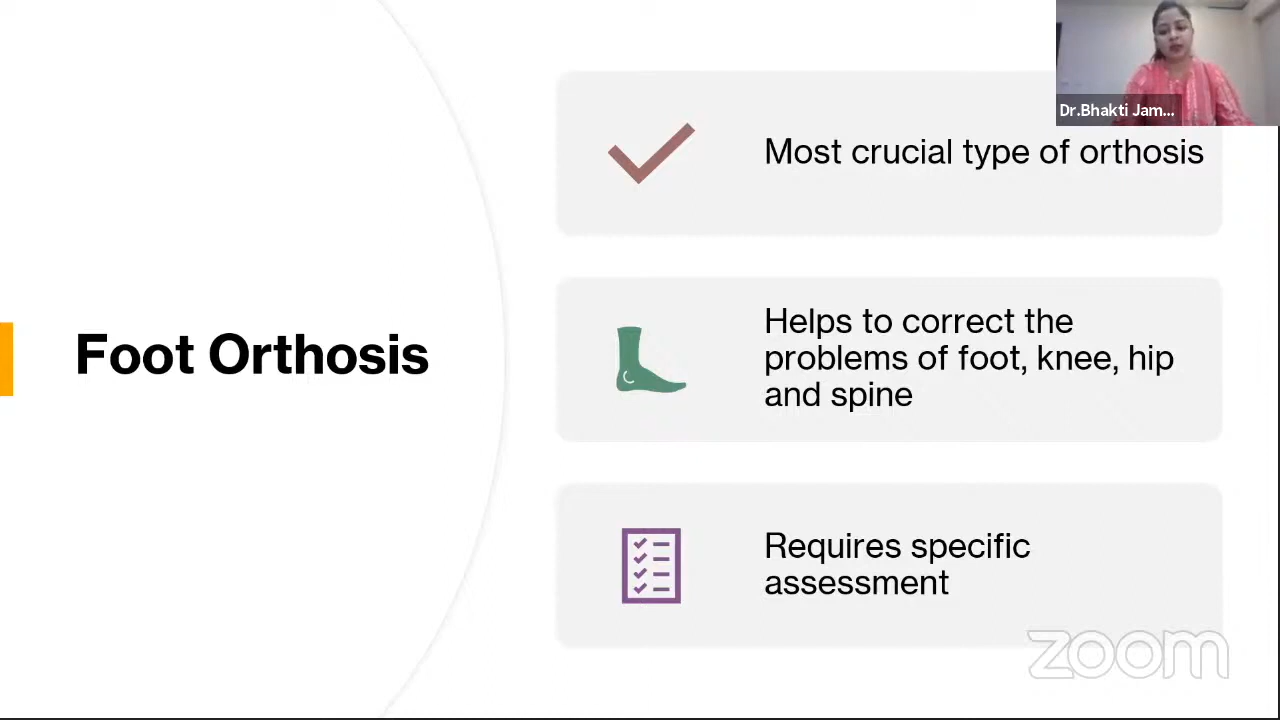 Dr.Bhakti Jam...
Most crucial type of orthosis
Foot Orthosis
Helps to correct the
problems of foot, knee, hip
and spine
Requires specific
assessment
zoom